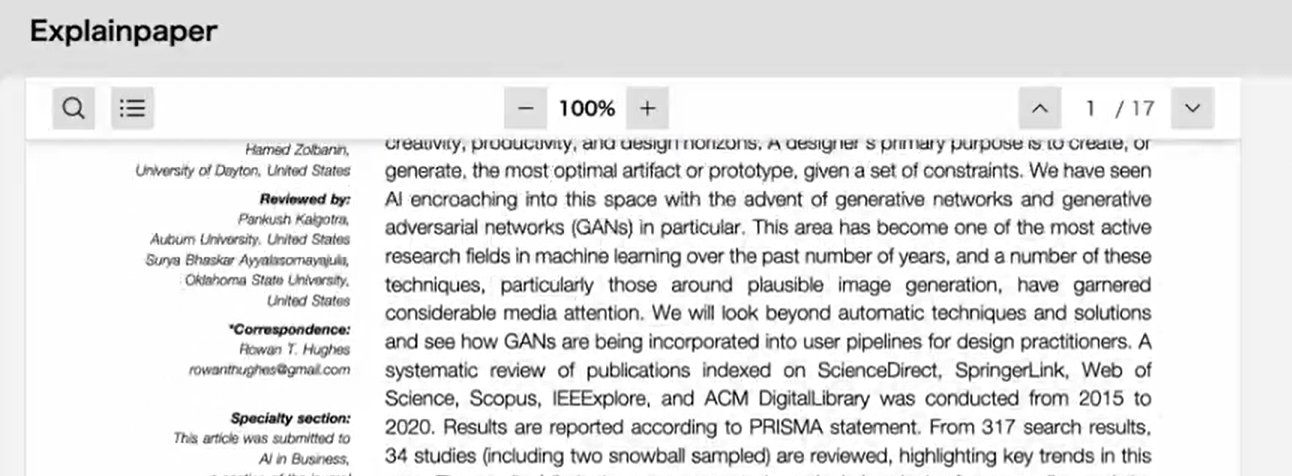 Explainpaper
100%
1 / 17
Hamed Zolbanin,
University of Dayton, United States
Reviewed by:
Pankush Kalgotra,
Auburn University, United States
Surya Bhaskar Ayyalasomayajula,
Oklahoma State University,
United States
*Correspondence:
Rowan T. Hughes
rowanthughes@gmail.com
Specialty section:
This article was submitted to
AI in Business,
a section of the journal
creativity, productivity, and design horizons. A designer's primary purpose is to create, or
generate, the most optimal artifact or prototype, given a set of constraints. We have seen
AI encroaching into this space with the advent of generative networks and generative
adversarial networks (GANs) in particular. This area has become one of the most active
research fields in machine learning over the past number of years, and a number of these
techniques, particularly those around plausible image generation, have garnered
considerable media attention. We will look beyond automatic techniques and solutions
and see how GANs are being incorporated into user pipelines for design practitioners. A
systematic review of publications indexed on ScienceDirect, SpringerLink, Web of
Science, Scopus, IEEExplore, and ACM DigitalLibrary was conducted from 2015 to
2020. Results are reported according to PRISMA statement. From 317 search results,
34 studies (including two snowball sampled) are reviewed, highlighting key trends in this